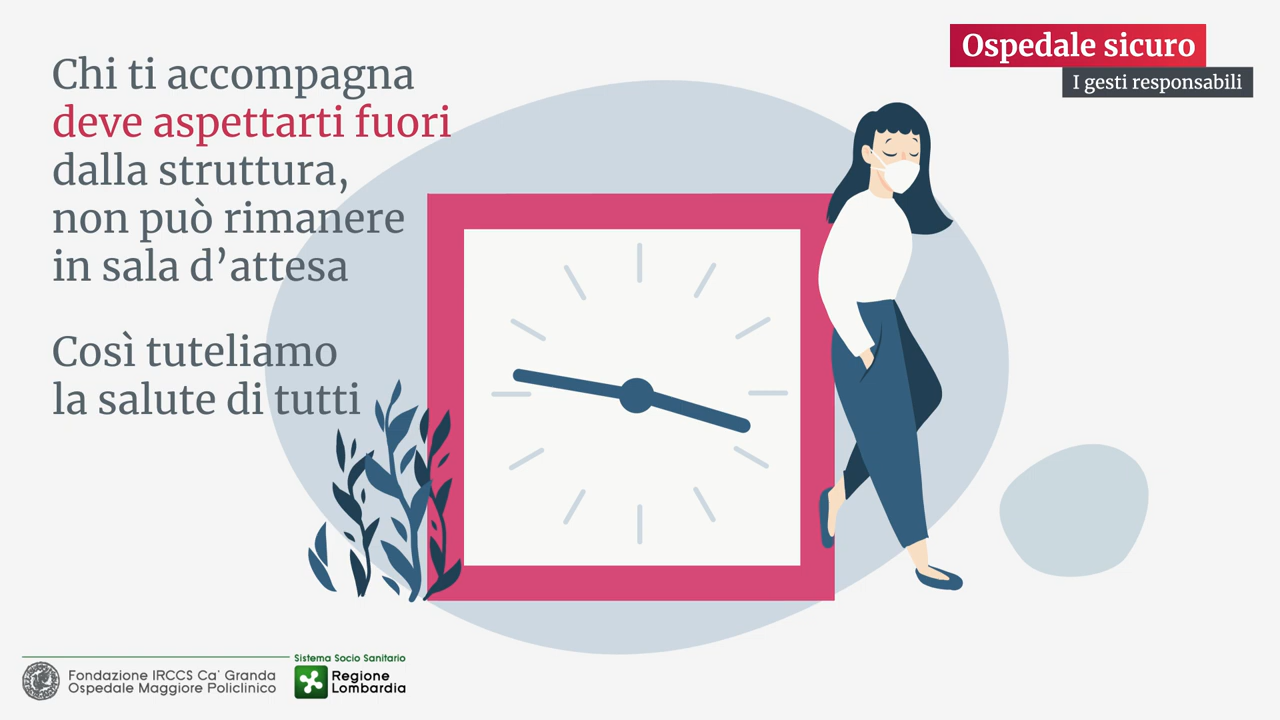 Chi ti accompagna
deve aspettarti fuori
dalla struttura,
non può rimanere
in sala d’attesa
Così tuteliamo
la salute di tutti
Ospedale sicuro
I gesti responsabili
Fondazione IRCCS Ca' Granda
Ospedale Maggiore Policlinico
Sistema Socio Sanitario
Regione
Lombardia